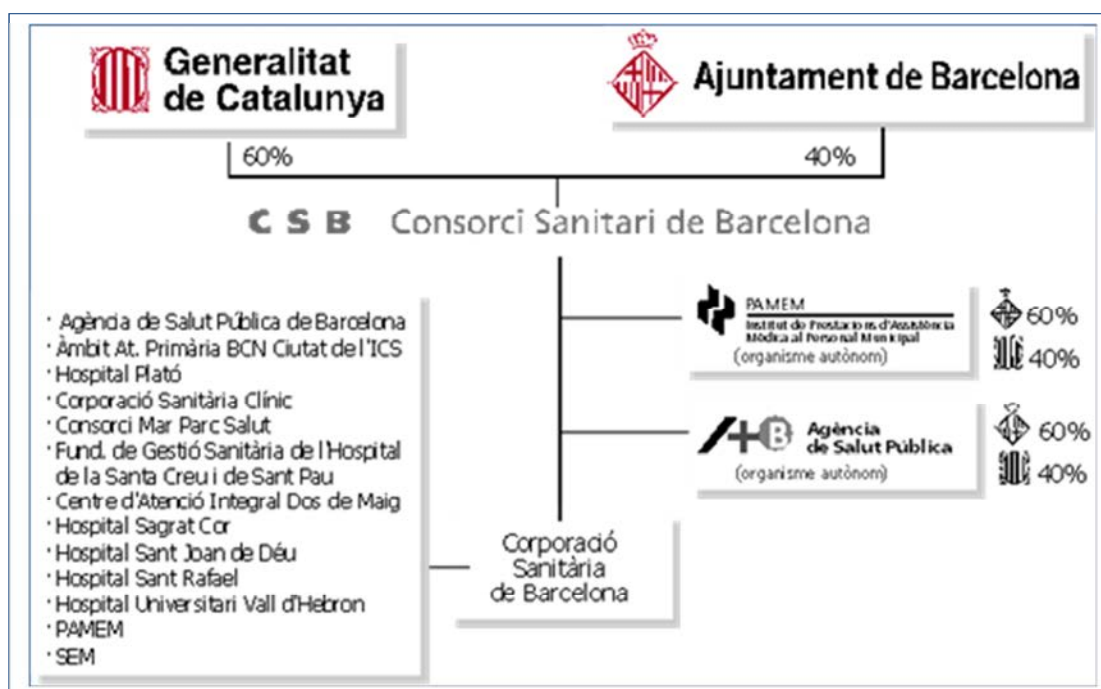 Generalitat
de Catalunya
Ajuntament de Barcelona
60%
40%
CSB Consorci Sanitari de Barcelona
· Agència de Salut Pública de Barcelona
· Àmbit At. Primària BCN Ciutat de l'ICS
· Hospital Plató
· Corporació Sanitària Clínic
· Consorci Mar Parc Salut
· Fund. de Gestió Sanitària de l'Hospital
de la Santa Creu i de Sant Pau
· Centre d'Atenció Integral Dos de Maig
· Hospital Sagrat Cor
· Hospital Sant Joan de Déu
· Hospital Sant Rafael
· Hospital Universitari Vall d'Hebron
· PAMEM
· SEM
PAMEM
Institut de Prestacions d'Assistència
Mèdica al Personal Municipal
(organisme autònom)
60%
40%
Agència
de Salut Pública
(organisme autònom)
60%
40%
Corporació
Sanitària
de Barcelona